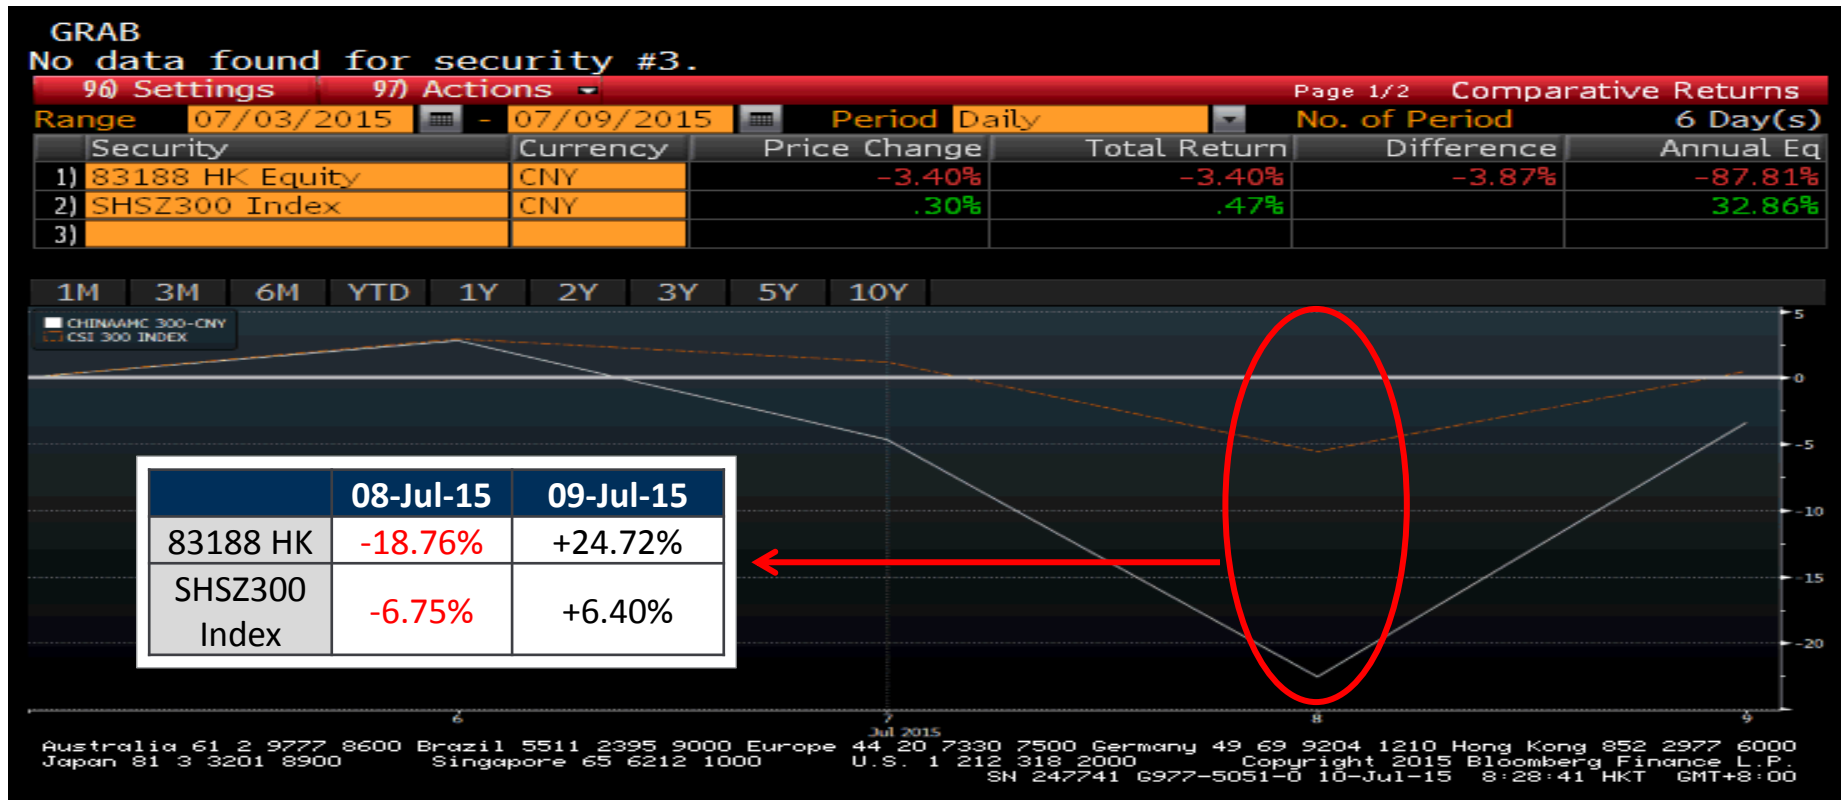 GRAB
No data found for security #3.
96) Settings 97) Actions Page 1/2 Comparative Returns
Range 07/03/2015 - 07/09/2015 Period Daily No. of Period 6 Day(s)
Security Currency Price Change Total Return Difference Annual Eq
1) 83188 HK Equity CNY -3.40% -3.40% -3.87% -87.81%
2) SHSZ300 Index CNY .30% .47% 32.86%
3)
1M 3M 6M YTD 1Y 2Y 3Y 5Y 10Y
CHINAAMC 300-CNY
CSI 300 INDEX
5
0
-5
-10
-15
-20
08-Jul-15 09-Jul-15
83188 HK -18.76% +24.72%
SHSZ300
Index -6.75% +6.40%
6 7 8 9
Jul 2015
Australia 61 2 9777 8600 Brazil 5511 2395 9000 Europe 44 20 7330 7500 Germany 49 69 9204 1210 Hong Kong 852 2977 6000
Japan 81 3 3201 8900 Singapore 65 6212 1000 U.S. 1 212 318 2000 Copyright 2015 Bloomberg Finance L.P.
SN 247741 G977-5051-0 10-Jul-15 8:28:41 HKT GMT+8:00